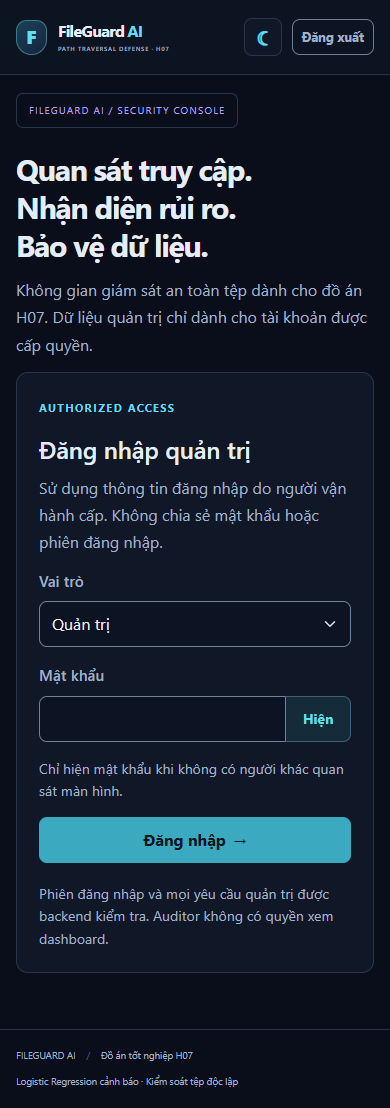 F
FileGuard AI
PATH TRAVERSAL DEFENSE · H07
Đăng xuất
FILEGUARD AI / SECURITY CONSOLE
Quan sát truy cập.
Nhận diện rủi ro.
Bảo vệ dữ liệu.
Không gian giám sát an toàn tệp dành cho đồ án
H07. Dữ liệu quản trị chỉ dành cho tài khoản được
cấp quyền.
AUTHORIZED ACCESS
Đăng nhập quản trị
Sử dụng thông tin đăng nhập do người vận
hành cấp. Không chia sẻ mật khẩu hoặc
phiên đăng nhập.
Vai trò
Quản trị
Mật khẩu
Hiện
Chỉ hiện mật khẩu khi không có người khác quan
sát màn hình.
Đăng nhập →
Phiên đăng nhập và mọi yêu cầu quản trị được
backend kiểm tra. Auditor không có quyền xem
dashboard.
FILEGUARD AI / Đồ án tốt nghiệp H07
Logistic Regression cảnh báo · Kiểm soát tệp độc lập